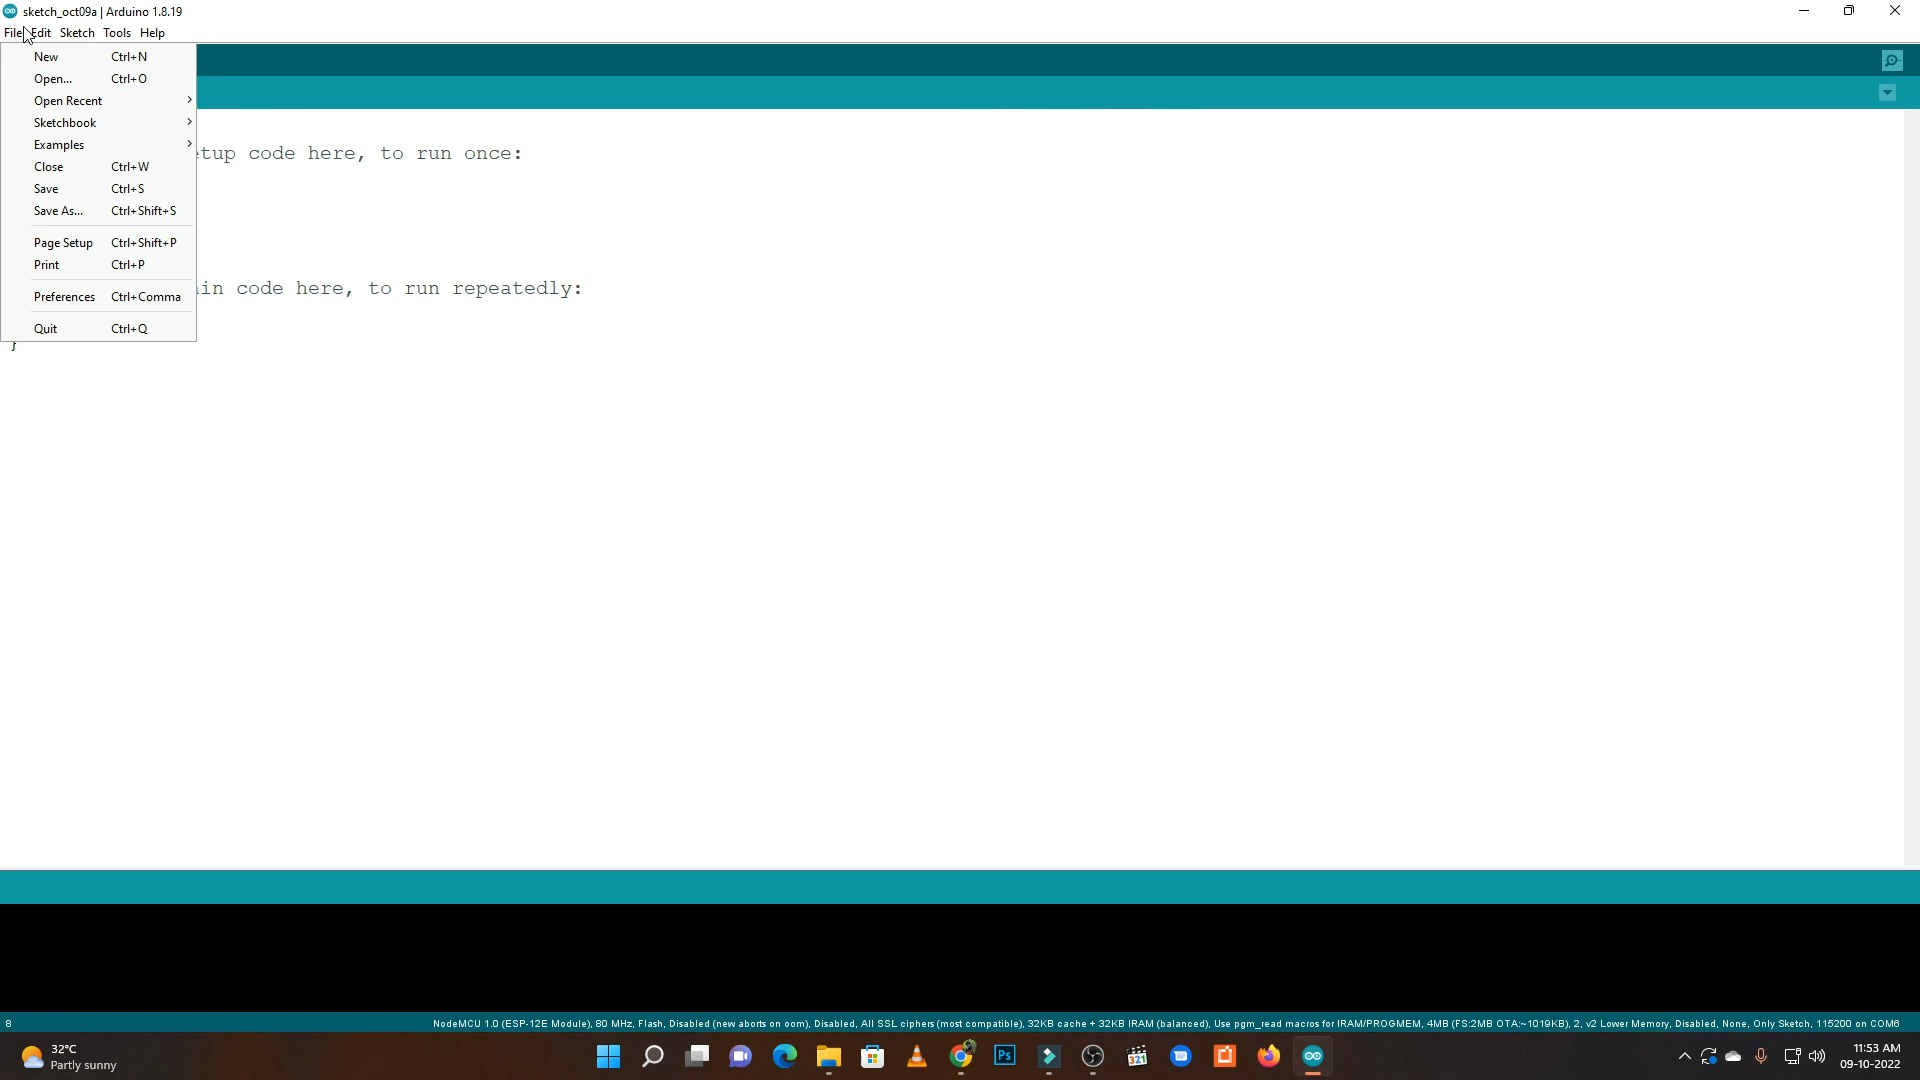 sketch_oct09a | Arduino 1.8.19
File Edit Sketch Tools Help
New Ctrl+N
Open... Ctrl+O
Open Recent
Sketchbook
Examples
Close Ctrl+W
Save Ctrl+S
Save As... Ctrl+Shift+S
Page Setup Ctrl+Shift+P
Print Ctrl+P
Preferences Ctrl+Comma
Quit Ctrl+Q
etup code here, to run once:
in code here, to run repeatedly:
}
8 NodeMCU 1.0 (ESP-12E Module), 80 MHz, Flash, Disabled (new aborts on oom), Disabled, All SSL ciphers (most compatible), 32KB cache + 32KB IRAM (balanced), Use pgm_read macros for IRAM/PROGMEM, 4MB (FS:2MB OTA:~1019KB), 2, v2 Lower Memory, Disabled, None, Only Sketch, 115200 on COM6
32°C
Partly sunny
Ps
321
11:53 AM
09-10-2022